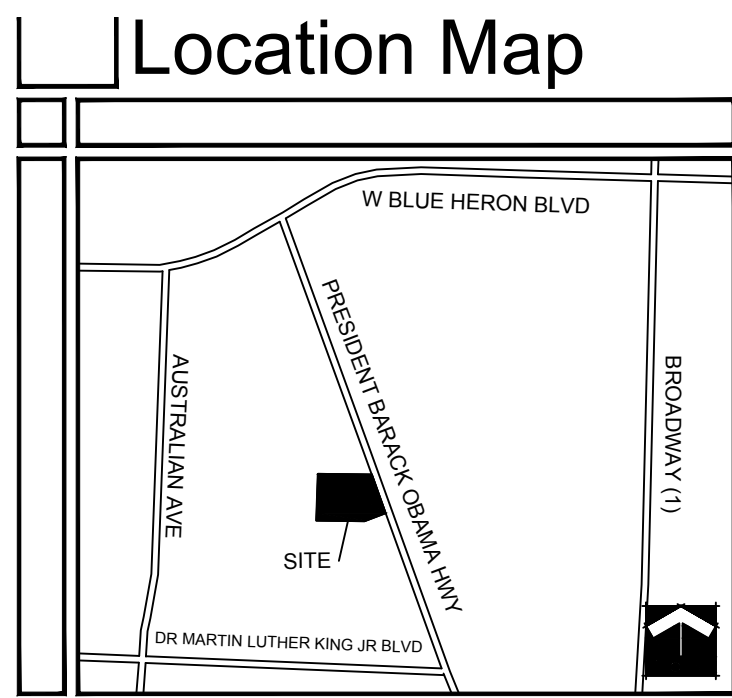 Location Map
W BLUE HERON BLVD
PRESIDENT BARACK OBAMA HWY
AUSTRALIAN AVE
BROADWAY (1)
SITE
DR MARTIN LUTHER KING JR BLVD